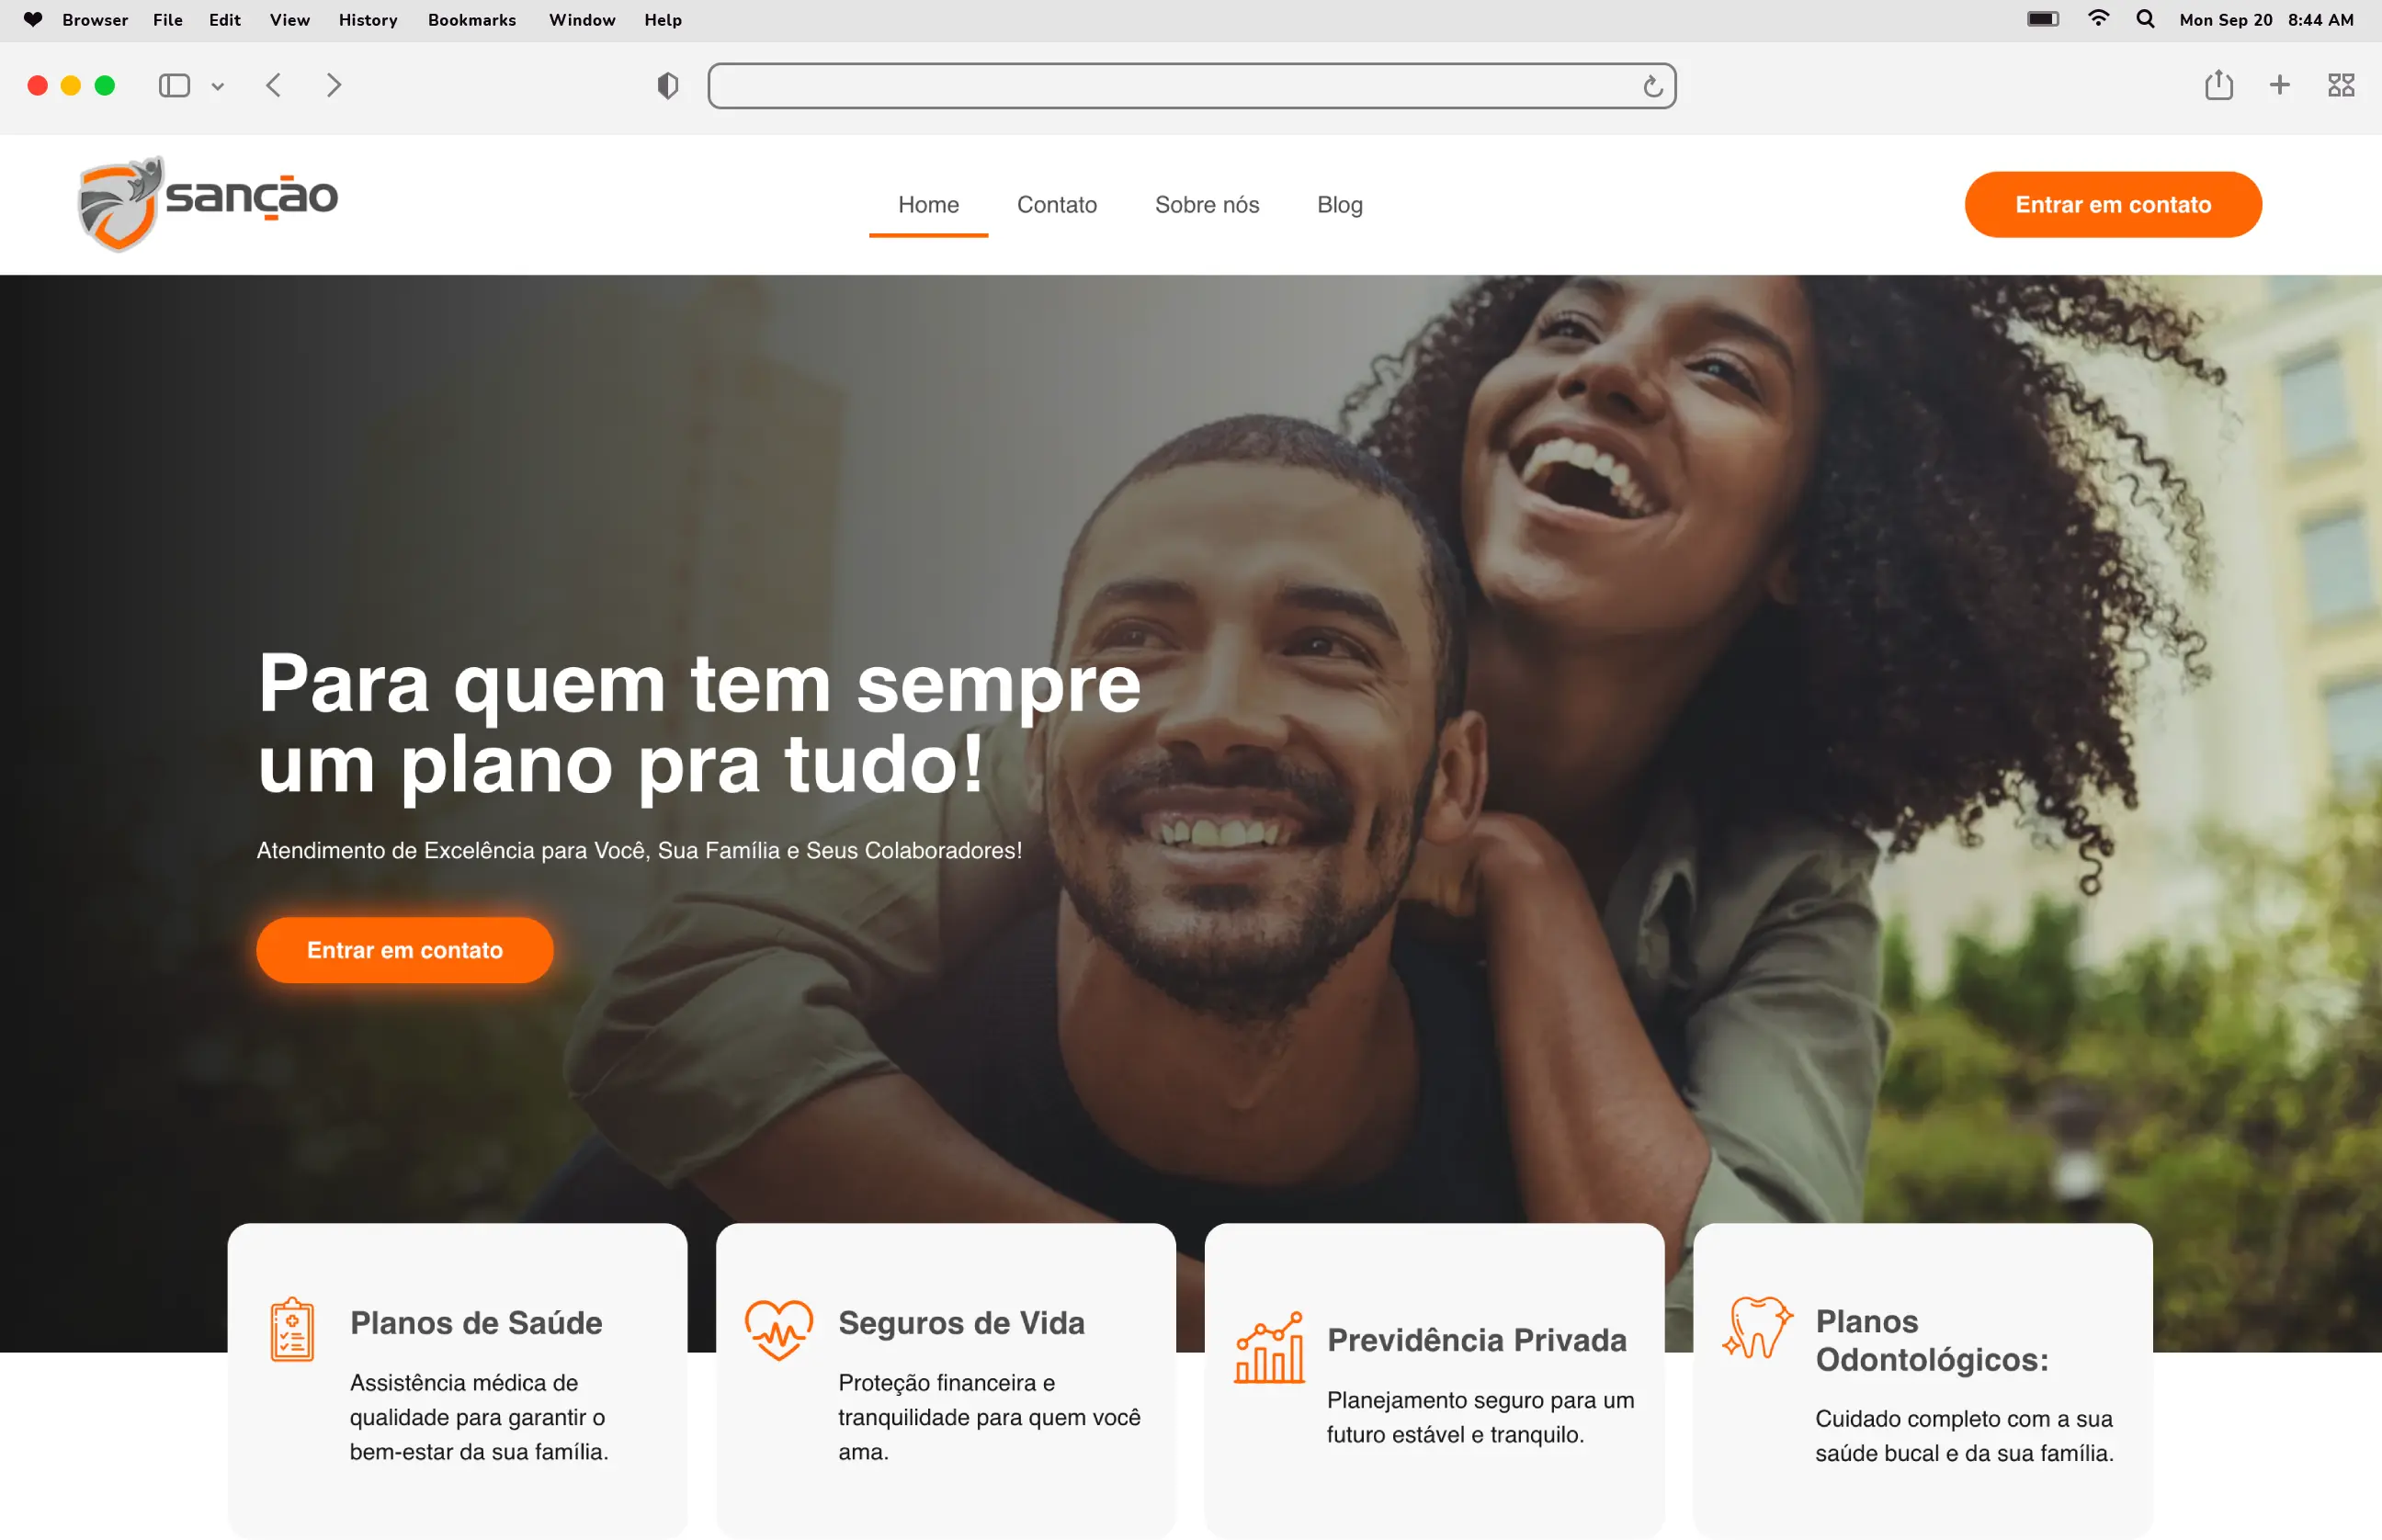 Browser File Edit View History Bookmarks Window Help
Mon Sep 20 8:44 AM
sanção
Home Contato Sobre nós Blog
Entrar em contato
Para quem tem sempre
um plano pra tudo!
Atendimento de Excelência para Você, Sua Família e Seus Colaboradores!
Entrar em contato
Planos de Saúde
Assistência médica de
qualidade para garantir o
bem-estar da sua família.
Seguros de Vida
Proteção financeira e
tranquilidade para quem você
ama.
Previdência Privada
Planejamento seguro para um
futuro estável e tranquilo.
Planos
Odontológicos:
Cuidado completo com a sua
saúde bucal e da sua família.